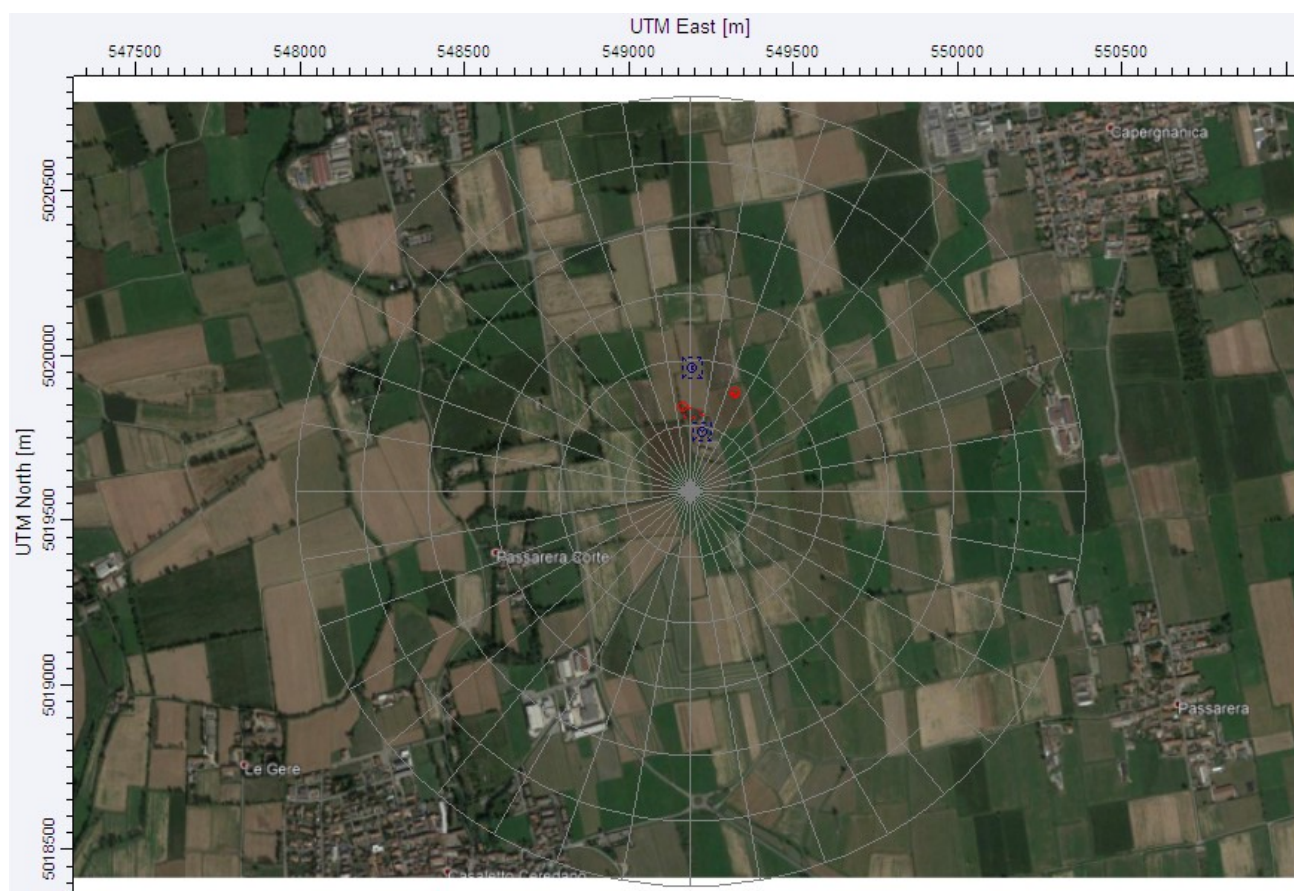 UTM East [m]
547500 548000 548500 549000 549500 550000 550500
UTM North [m]
5020500
5020000
5019500
5019000
5018500
Capergnanica
Passarera Corte
Passarera
Le Gere
Casaletto Ceredano